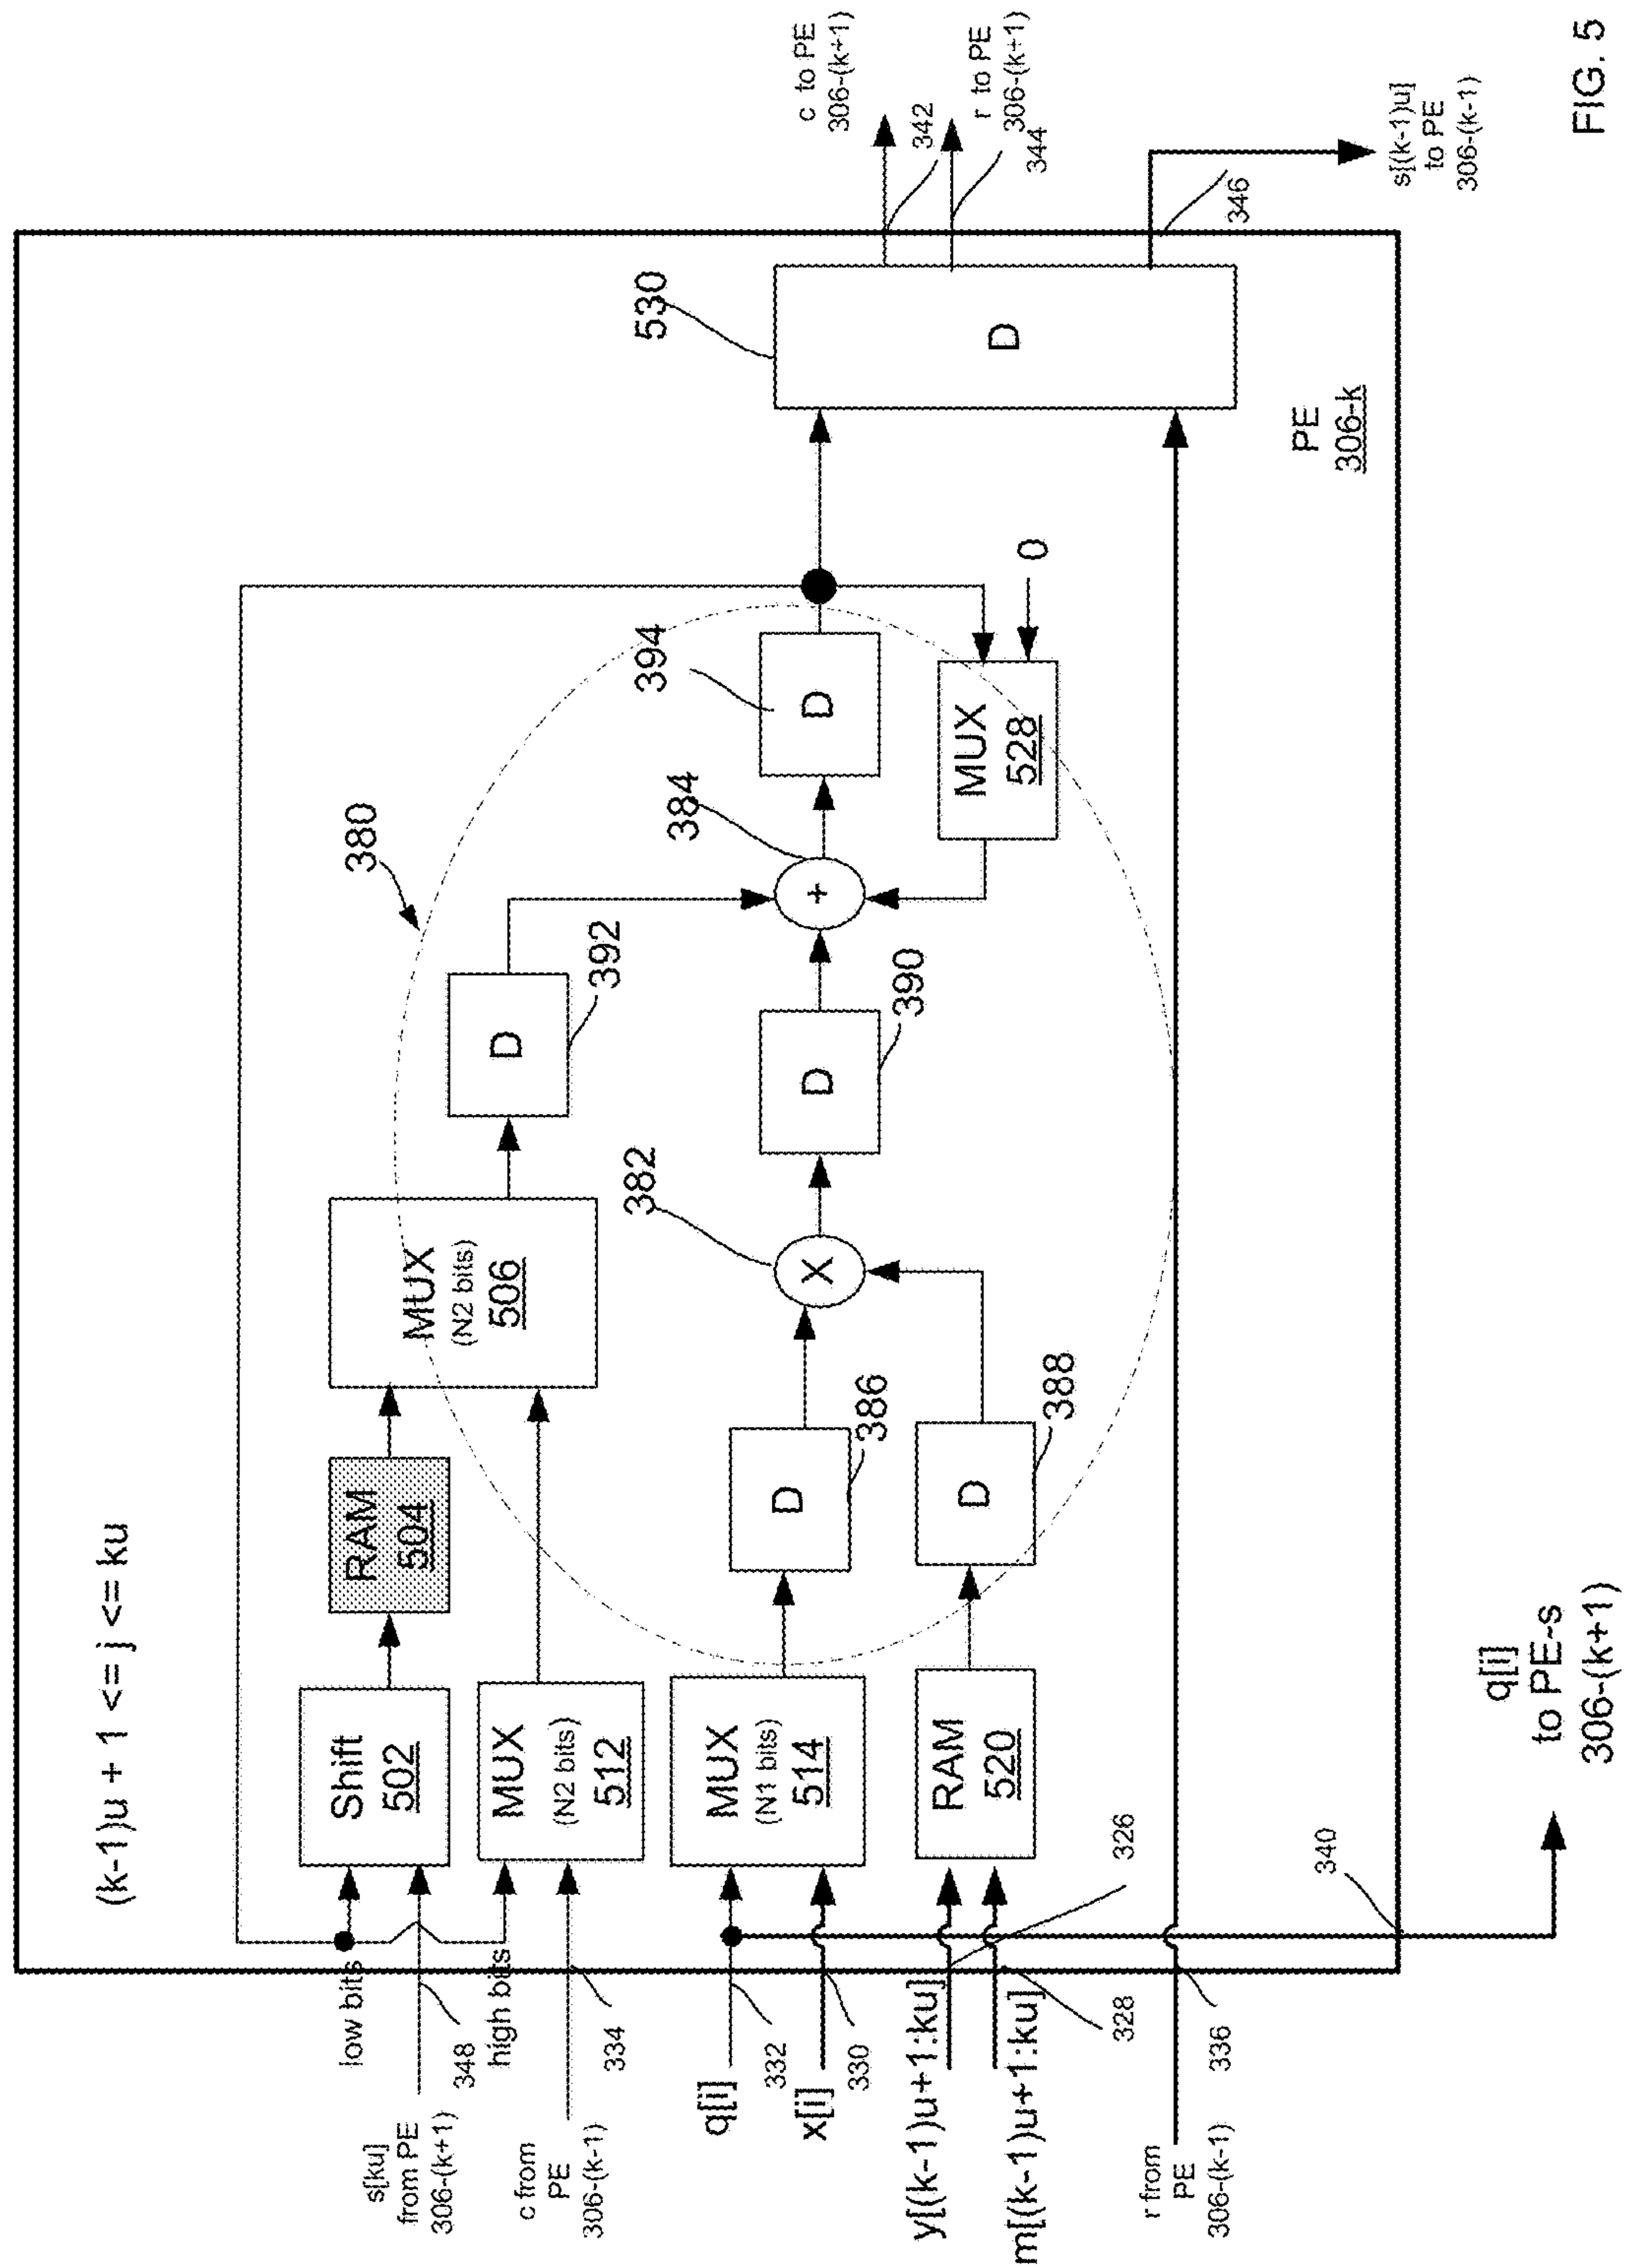 (k-1)u + 1 <= j <= ku
s[ku]
from PE
306-(k+1)
348
low bits
high bits
c from
PE
306-(k-1)
334
q[i]
332
x[i]
330
y[(k-1)u+1:ku]
326
m[(k-1)u+1:ku]
328
r from
PE
306-(k-1)
336
Shift
502
RAM
504
MUX
(N2 bits)
512
MUX
(N2 bits)
506
MUX
(N1 bits)
514
RAM
520
D
386
D
388
X
382
D
390
D
392
380
+
384
D
394
MUX
528
0
D
530
PE
306-k
c to PE
306-(k+1)
342
r to PE
306-(k+1)
344
346
s[(k-1)u]
to PE
306-(k-1)
340
q[i]
to PE-s
306-(k+1)
FIG. 5